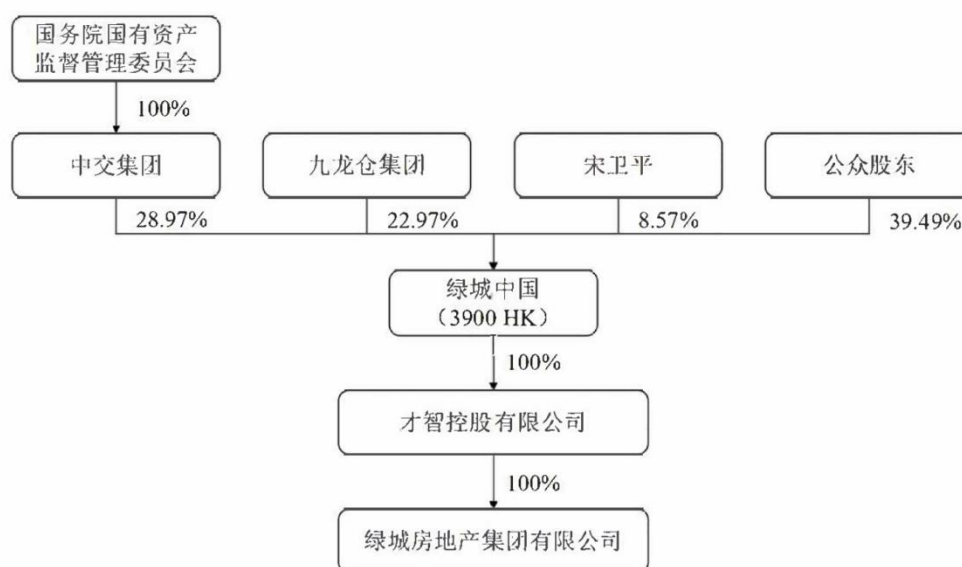 国务院国有资产
监督管理委员会
100%
中交集团
九龙仓集团
宋卫平
公众股东
28.97%
22.97%
8.57%
39.49%
绿城中国
（3900 HK）
100%
才智控股有限公司
100%
绿城房地产集团有限公司